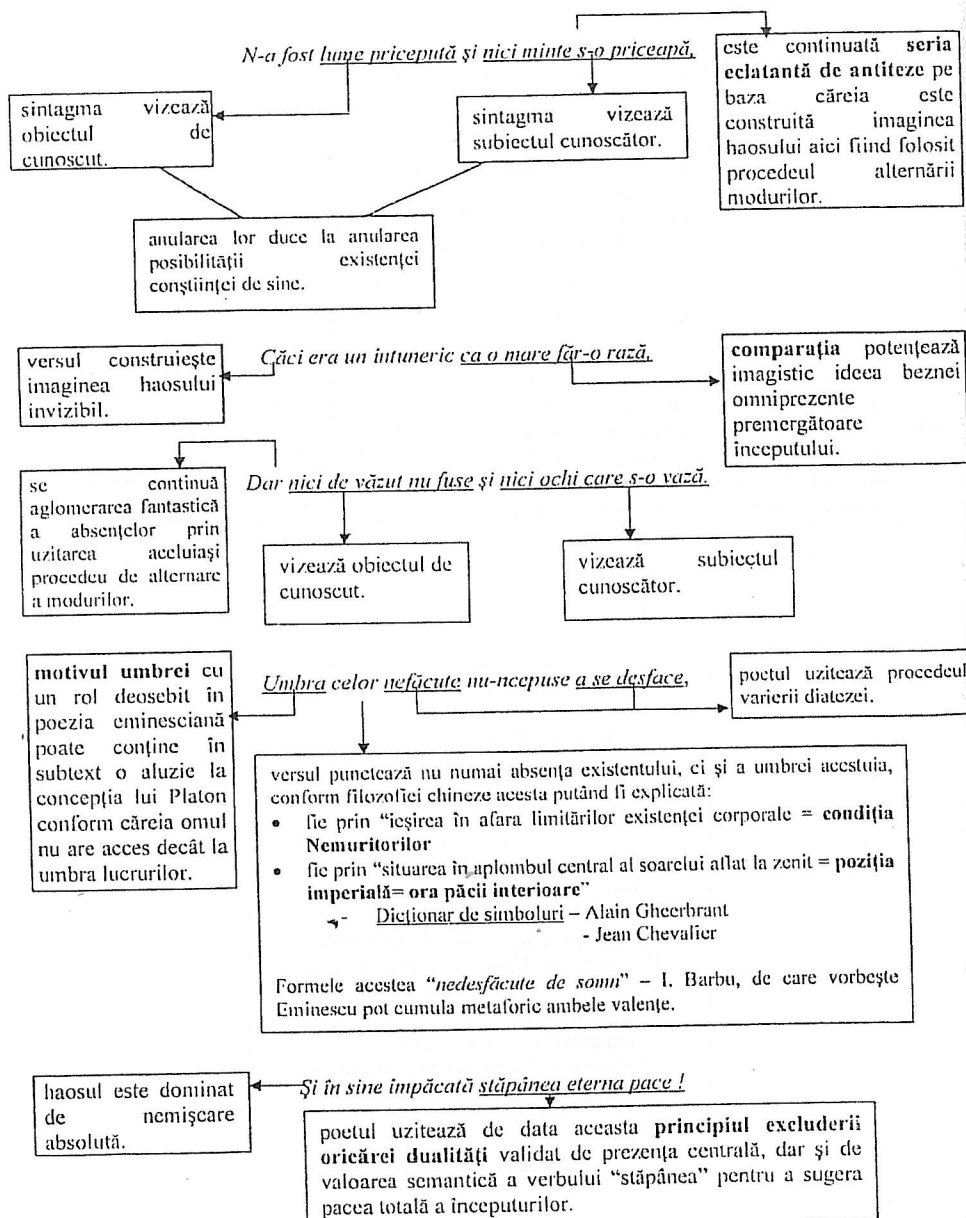 N-a fost lume pricepută și nici minte s-o priceapă,
este continuată seria
eclatantă de antiteze pe
baza căreia este
construită imaginea
haosului aici fiind folosit
procedeul alternării
modurilor.
sintagma vizează
obiectul de
cunoscut.
sintagma vizează
subiectul cunoscător.
anularea lor duce la anularea
posibilității existenței
conștiinței de sine.
versul construiește
imaginea haosului
invizibil.
Căci era un întuneric ca o mare făr-o rază,
comparația potențează
imagistic ideea beznei
omniprezente
premergătoare
începutului.
se continuă
aglomerarea fantastică
a absențelor prin
uzitarea aceluiași
procedeu de alternare
a modurilor.
Dar nici de văzut nu fuse și nici ochi care s-o vază.
vizează obiectul de
cunoscut.
vizează subiectul
cunoscător.
motivul umbrei cu
un rol deosebit în
poezia eminesciană
poate conține în
subtext o aluzie la
concepția lui Platon
conform căreia omul
nu are acces decât la
umbra lucrurilor.
Umbra celor nefăcute nu-ncepuse a se desface,
poetul uzitează procedeul
varierii diatezei.
versul punctează nu numai absența existentului, ci și a umbrei acestuia,
conform filozofiei chineze acesta putând fi explicată:
• fie prin "ieșirea în afara limitărilor existenței corporale = condiția
Nemuritorilor
• fie prin "situarea în aplombul central al soarelui aflat la zenit = poziția
imperială= ora păcii interioare"
- Dicționar de simboluri – Alain Gheerbrant
- Jean Chevalier
Formele acestea "nedesfăcute de somn" – I. Barbu, de care vorbește
Eminescu pot cumula metaforic ambele valențe.
haosul este dominat
de nemișcare
absolută.
Și în sine împăcată stăpânea eterna pace !
poetul uzitează de data aceasta principiul excluderii
oricărei dualități validat de prezența centrală, dar și de
valoarea semantică a verbului "stăpânea" pentru a sugera
pacea totală a începuturilor.